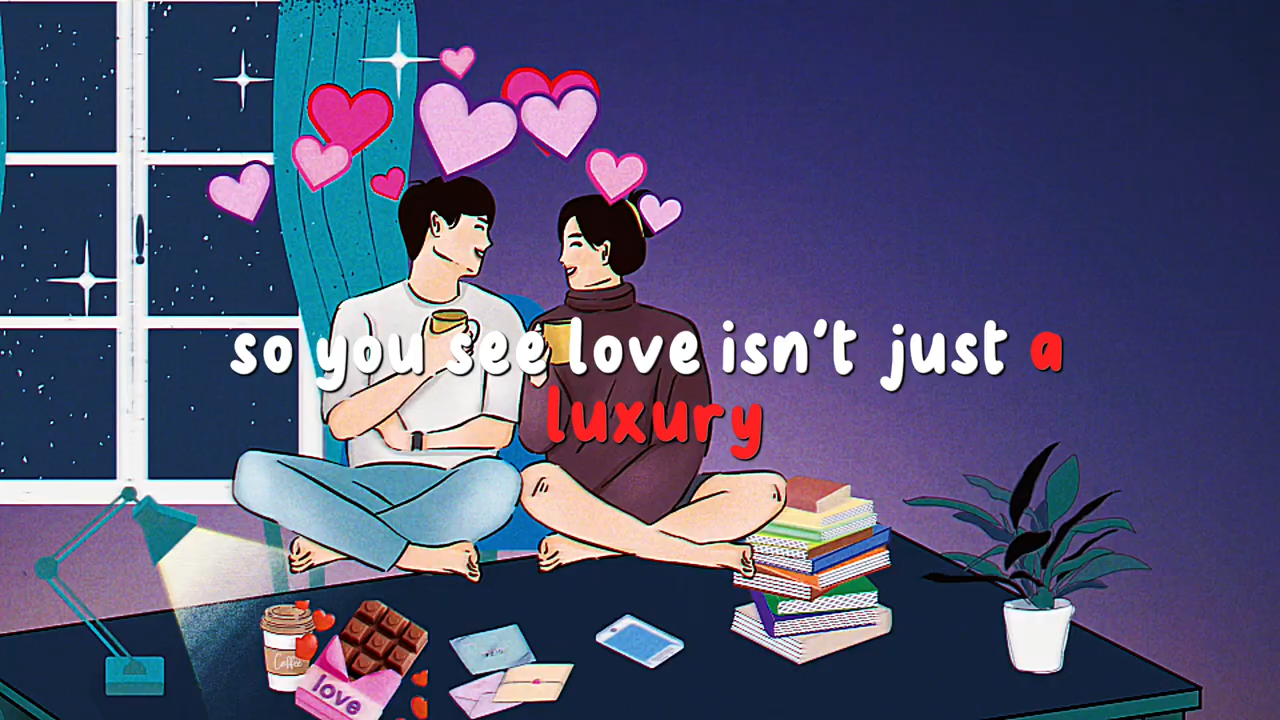 so you see love isn't just a
luxury
Coffee
love